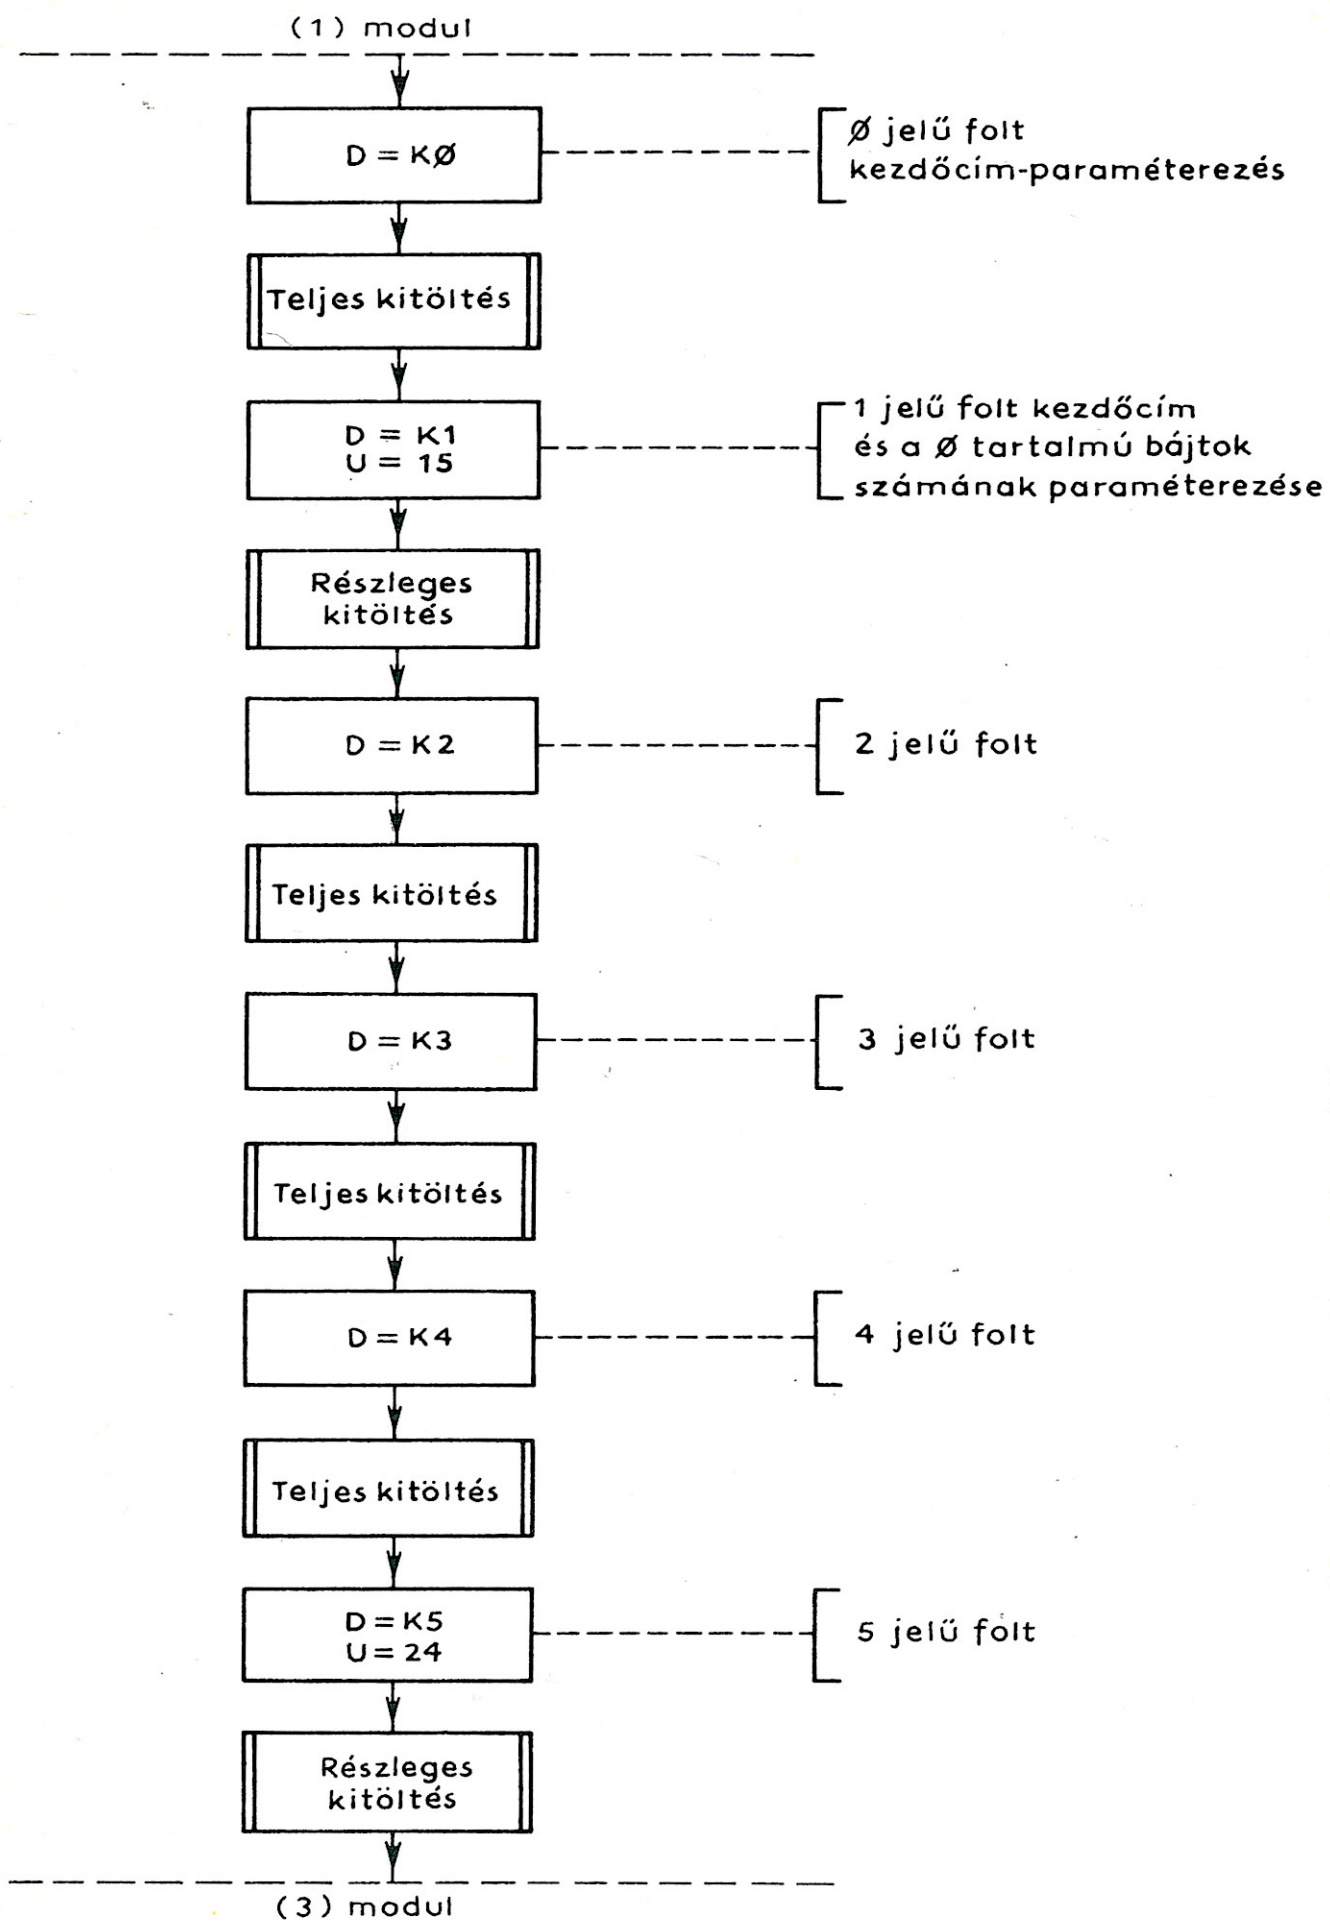 (1) modul
D = KØ
Ø jelű folt
kezdőcím-paraméterezés
Teljes kitöltés
D = K1
U = 15
1 jelű folt kezdőcím
és a Ø tartalmú bájtok
számának paraméterezése
Részleges
kitöltés
D = K2
2 jelű folt
Teljes kitöltés
D = K3
3 jelű folt
Teljes kitöltés
D = K4
4 jelű folt
Teljes kitöltés
D = K5
U = 24
5 jelű folt
Részleges
kitöltés
(3) modul